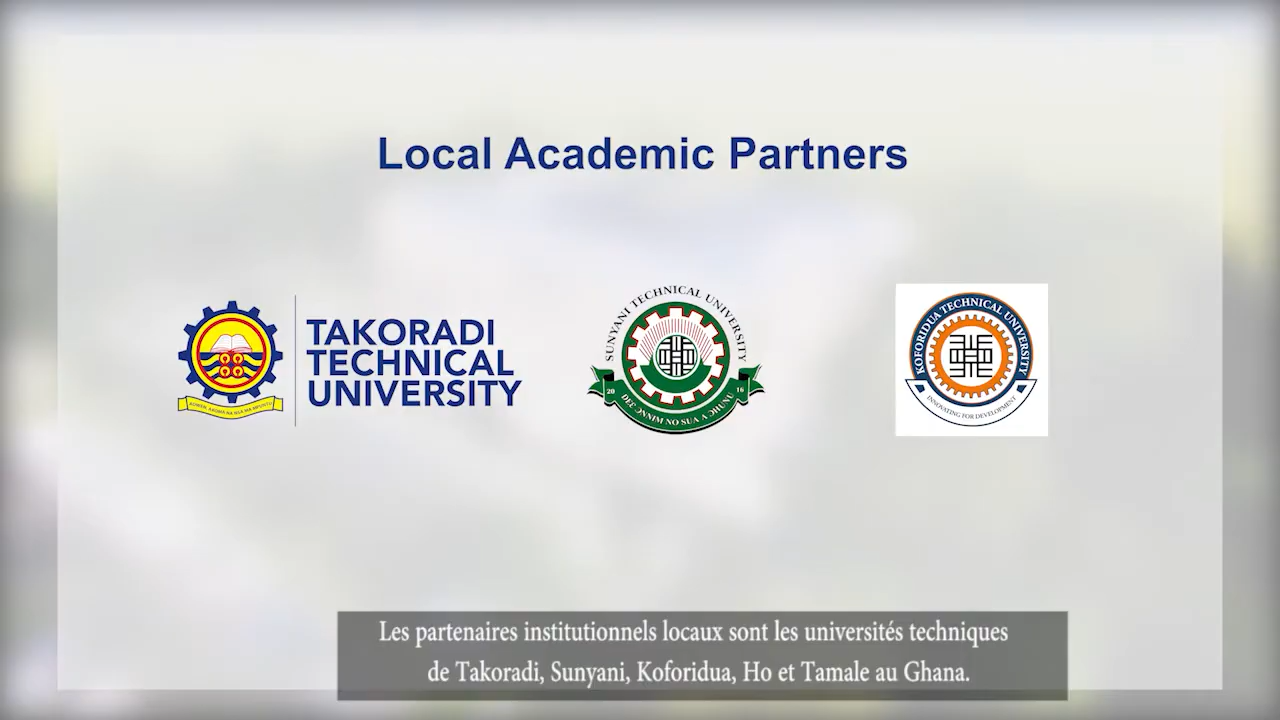 Local Academic Partners
TAKORADI
TECHNICAL
UNIVERSITY
SUNYANI TECHNICAL UNIVERSITY
20 16
KOFORIDUA TECHNICAL UNIVERSITY
INNOVATING FOR DEVELOPMENT
Les partenaires institutionnels locaux sont les universités techniques
de Takoradi, Sunyani, Koforidua, Ho et Tamale au Ghana.